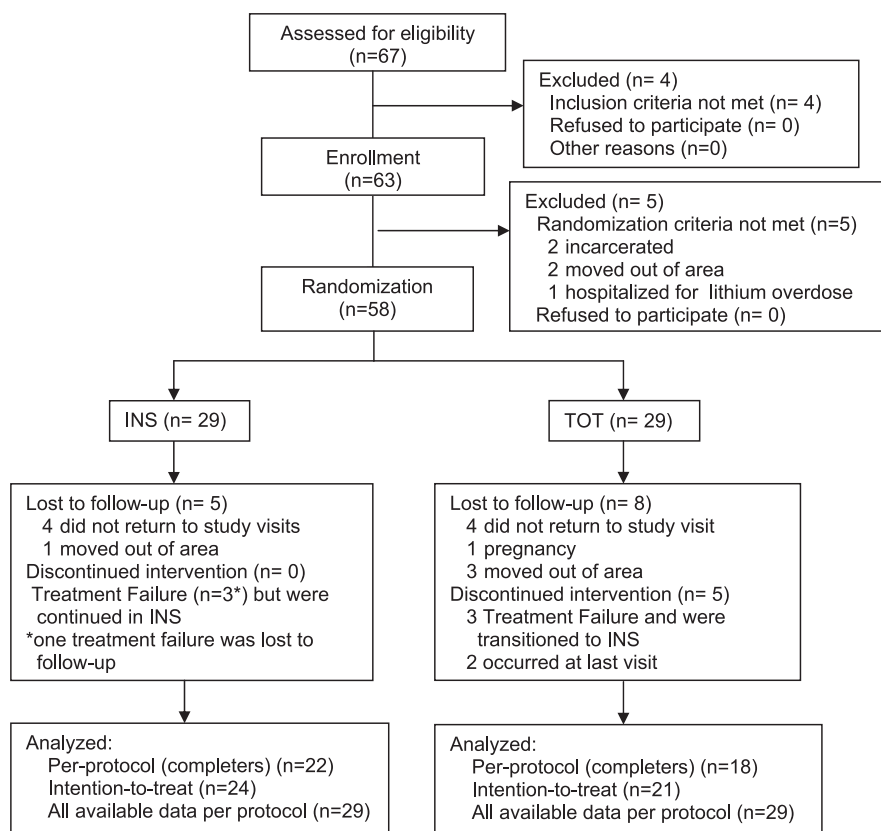 Assessed for eligibility
(n=67)
Excluded (n= 4)
Inclusion criteria not met (n= 4)
Refused to participate (n= 0)
Other reasons (n=0)
Enrollment
(n=63)
Excluded (n= 5)
Randomization criteria not met (n=5)
2 incarcerated
2 moved out of area
1 hospitalized for lithium overdose
Refused to participate (n= 0)
Randomization
(n=58)
INS (n= 29)
TOT (n= 29)
Lost to follow-up (n= 5)
4 did not return to study visits
1 moved out of area
Discontinued intervention (n= 0)
Treatment Failure (n=3*) but were
continued in INS
*one treatment failure was lost to
follow-up
Lost to follow-up (n= 8)
4 did not return to study visit
1 pregnancy
3 moved out of area
Discontinued intervention (n= 5)
3 Treatment Failure and were
transitioned to INS
2 occurred at last visit
Analyzed:
Per-protocol (completers) (n=22)
Intention-to-treat (n=24)
All available data per protocol (n=29)
Analyzed:
Per-protocol (completers) (n=18)
Intention-to-treat (n=21)
All available data per protocol (n=29)